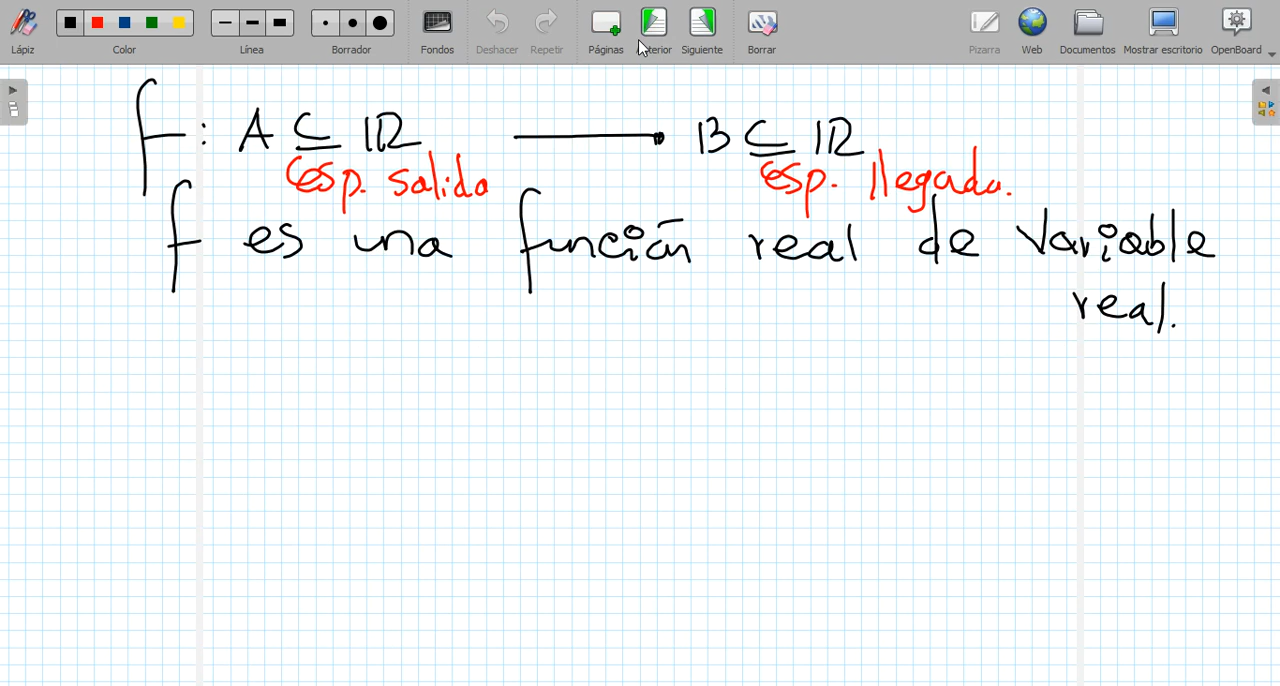 Lápiz Color Línea Borrador Fondos Deshacer Repetir Páginas Anterior Siguiente Borrar Pizarra Web Documentos Mostrar escritorio OpenBoard
f: A ⊆ ℝ ⟶ B ⊆ ℝ
esp. salida esp. llegada.
f es una función real de variable
real.